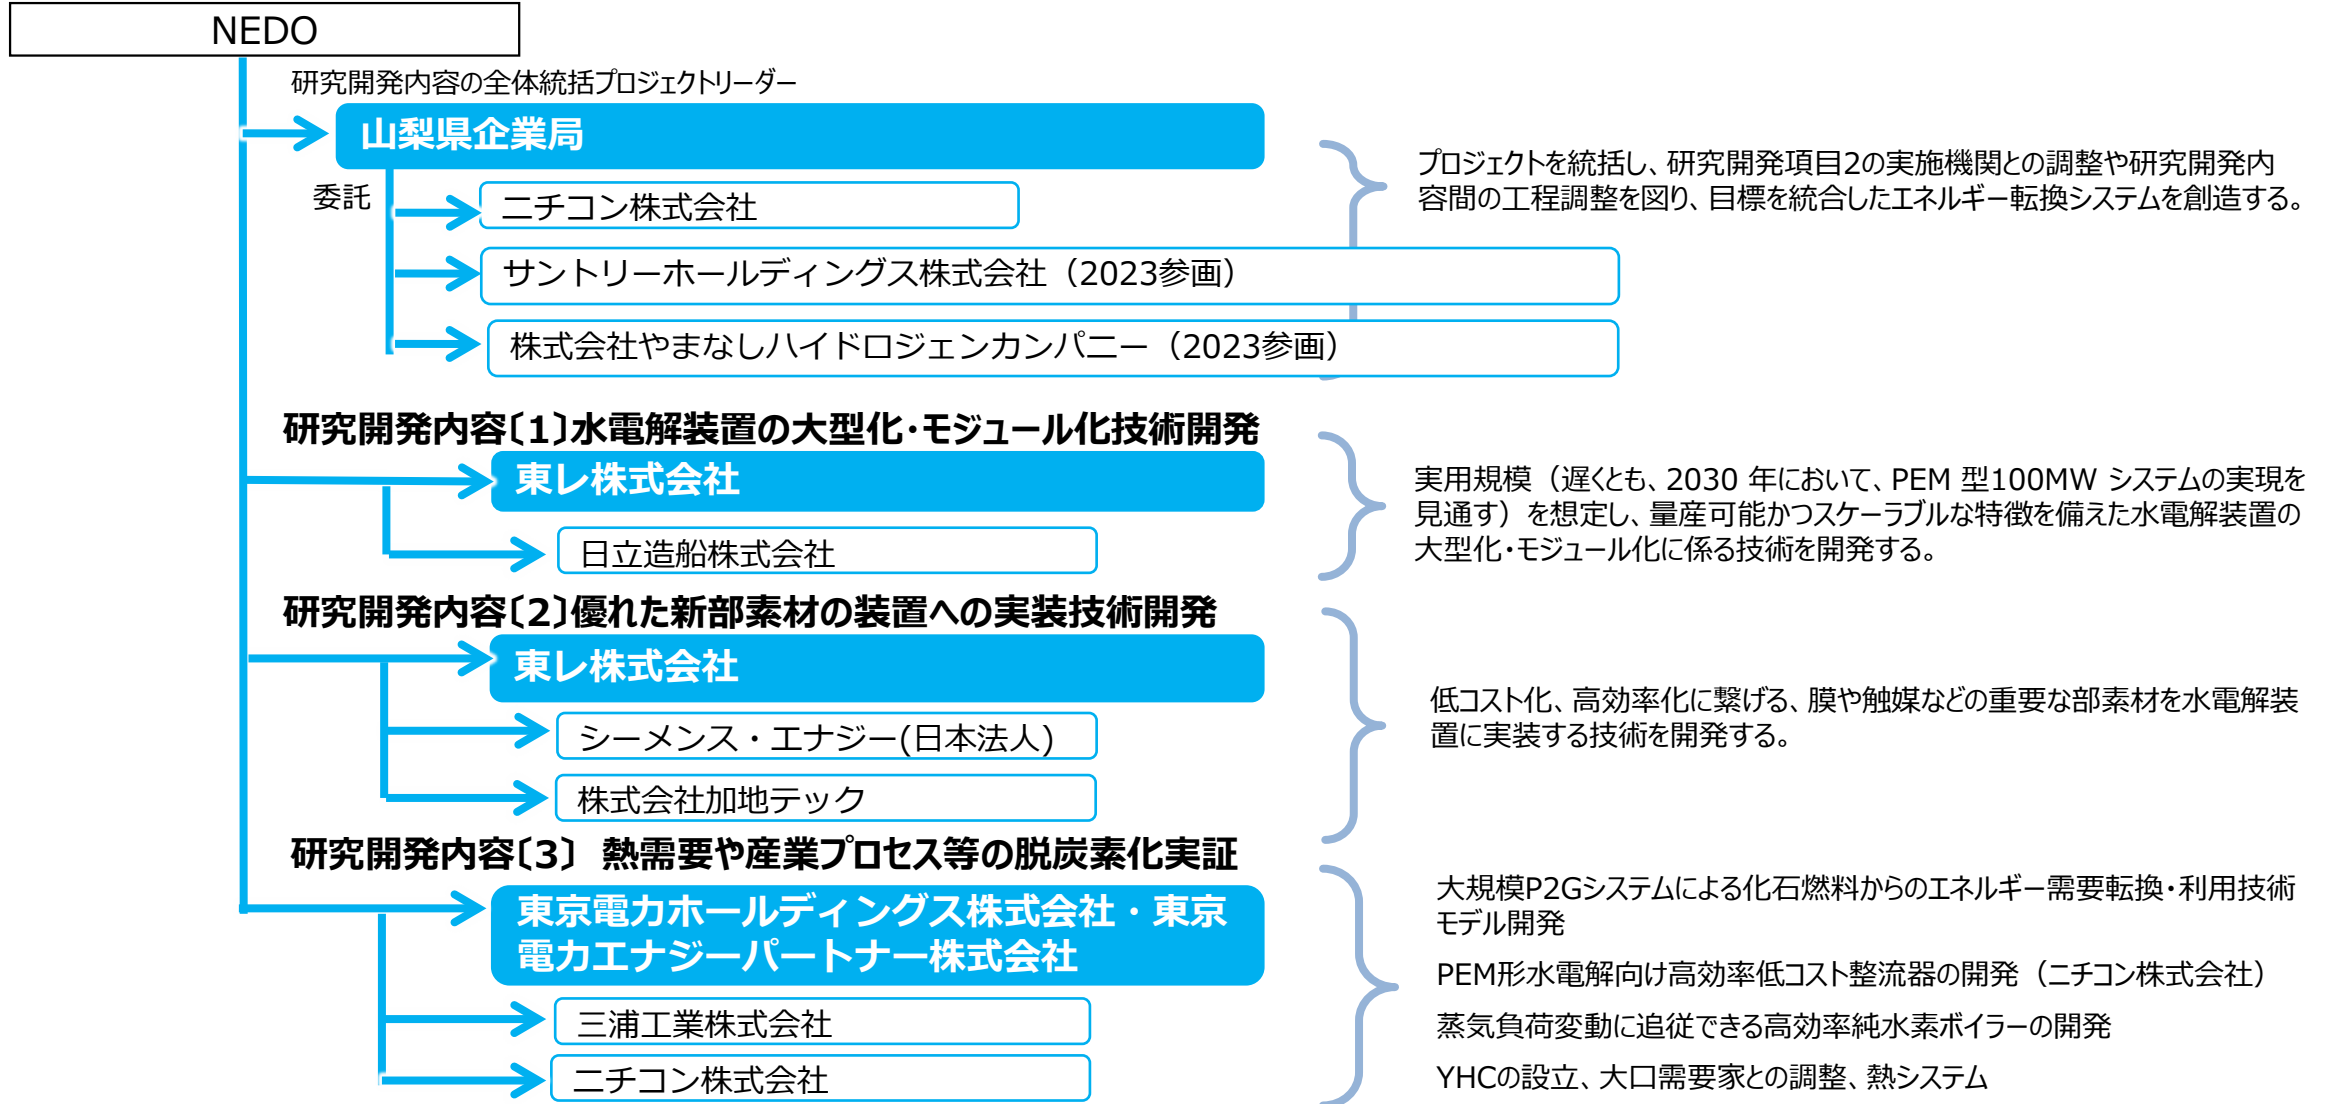 NEDO
研究開発内容の全体統括プロジェクトリーダー
山梨県企業局
委託
ニチコン株式会社
サントリーホールディングス株式会社（2023参画）
株式会社やまなしハイドロジェンカンパニー（2023参画）
プロジェクトを統括し、研究開発項目2の実施機関との調整や研究開発内
容間の工程調整を図り、目標を統合したエネルギー転換システムを創造する。
研究開発内容〔1〕水電解装置の大型化・モジュール化技術開発
東レ株式会社
日立造船株式会社
実用規模（遅くとも、2030 年において、PEM 型100MW システムの実現を
見通す）を想定し、量産可能かつスケーラブルな特徴を備えた水電解装置の
大型化・モジュール化に係る技術を開発する。
研究開発内容〔2〕優れた新部素材の装置への実装技術開発
東レ株式会社
シーメンス・エナジー(日本法人)
株式会社加地テック
低コスト化、高効率化に繋げる、膜や触媒などの重要な部素材を水電解装
置に実装する技術を開発する。
研究開発内容〔3〕 熱需要や産業プロセス等の脱炭素化実証
東京電力ホールディングス株式会社・東京
電力エナジーパートナー株式会社
三浦工業株式会社
ニチコン株式会社
大規模P2Gシステムによる化石燃料からのエネルギー需要転換・利用技術
モデル開発
PEM形水電解向け高効率低コスト整流器の開発（ニチコン株式会社）
蒸気負荷変動に追従できる高効率純水素ボイラーの開発
YHCの設立、大口需要家との調整、熱システム